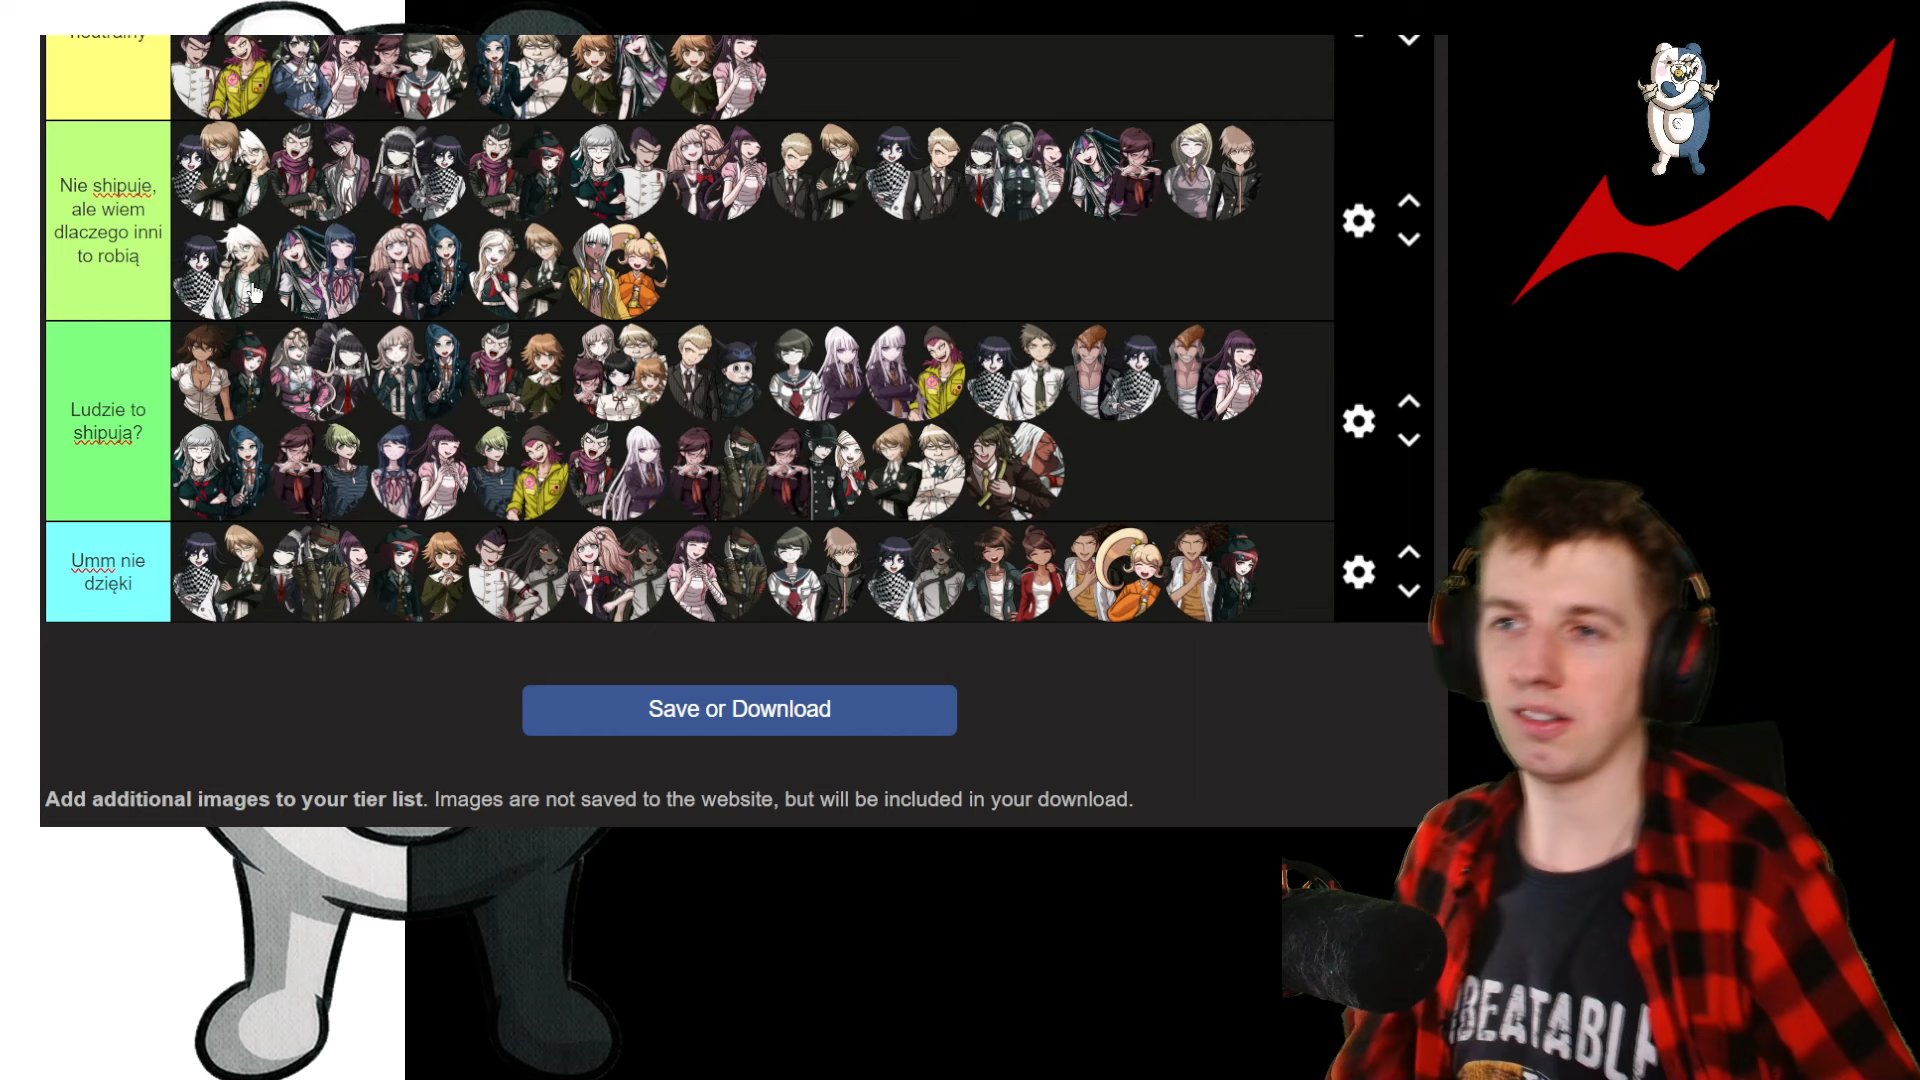 neutralny
Nie shipuję,
ale wiem
dlaczego inni
to robią
Ludzie to
shipują?
Umm nie
dzięki
Save or Download
Add additional images to your tier list. Images are not saved to the website, but will be included in your download.
BEATABL